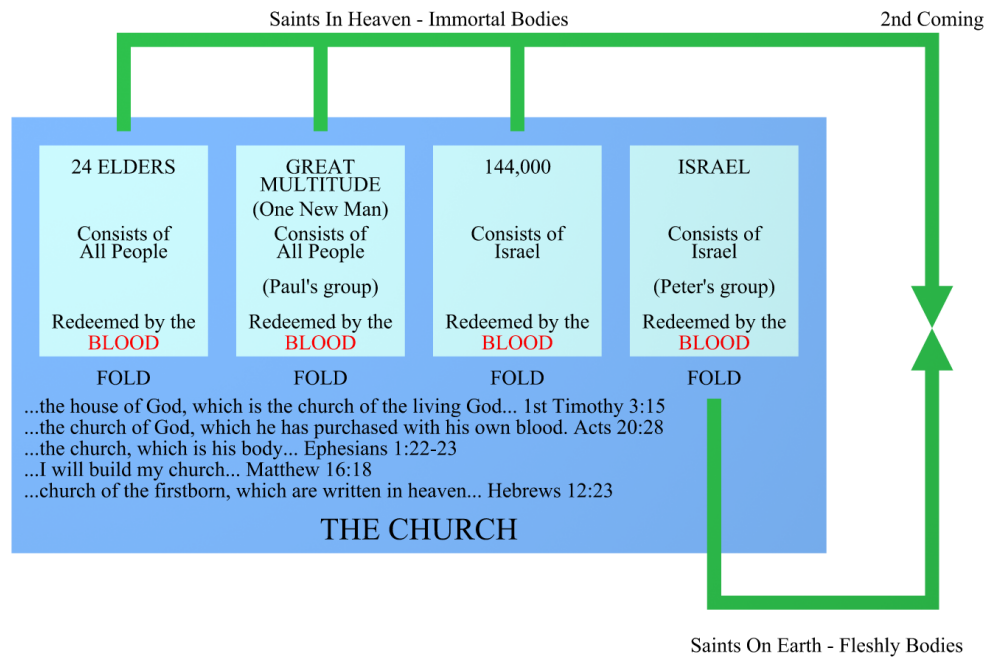 Saints In Heaven - Immortal Bodies
2nd Coming
24 ELDERS
Consists of
All People
Redeemed by the
BLOOD
FOLD
GREAT
MULTITUDE
(One New Man)
Consists of
All People
(Paul's group)
Redeemed by the
BLOOD
FOLD
144,000
Consists of
Israel
Redeemed by the
BLOOD
FOLD
ISRAEL
Consists of
Israel
(Peter's group)
Redeemed by the
BLOOD
FOLD
...the house of God, which is the church of the living God... 1st Timothy 3:15
...the church of God, which he has purchased with his own blood. Acts 20:28
...the church, which is his body... Ephesians 1:22-23
...I will build my church... Matthew 16:18
...church of the firstborn, which are written in heaven... Hebrews 12:23
THE CHURCH
Saints On Earth - Fleshly Bodies